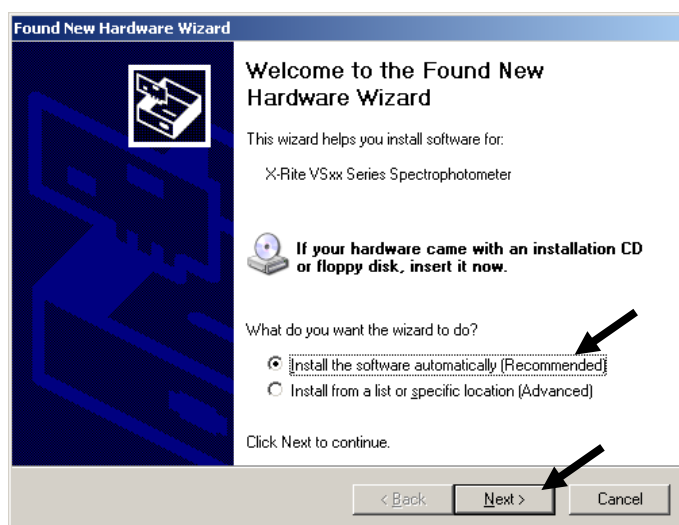 Found New Hardware Wizard
Welcome to the Found New
Hardware Wizard
This wizard helps you install software for:
X-Rite VSxx Series Spectrophotometer
If your hardware came with an installation CD
or floppy disk, insert it now.
What do you want the wizard to do?
Install the software automatically (Recommended)
Install from a list or specific location (Advanced)
Click Next to continue.
< Back Next > Cancel